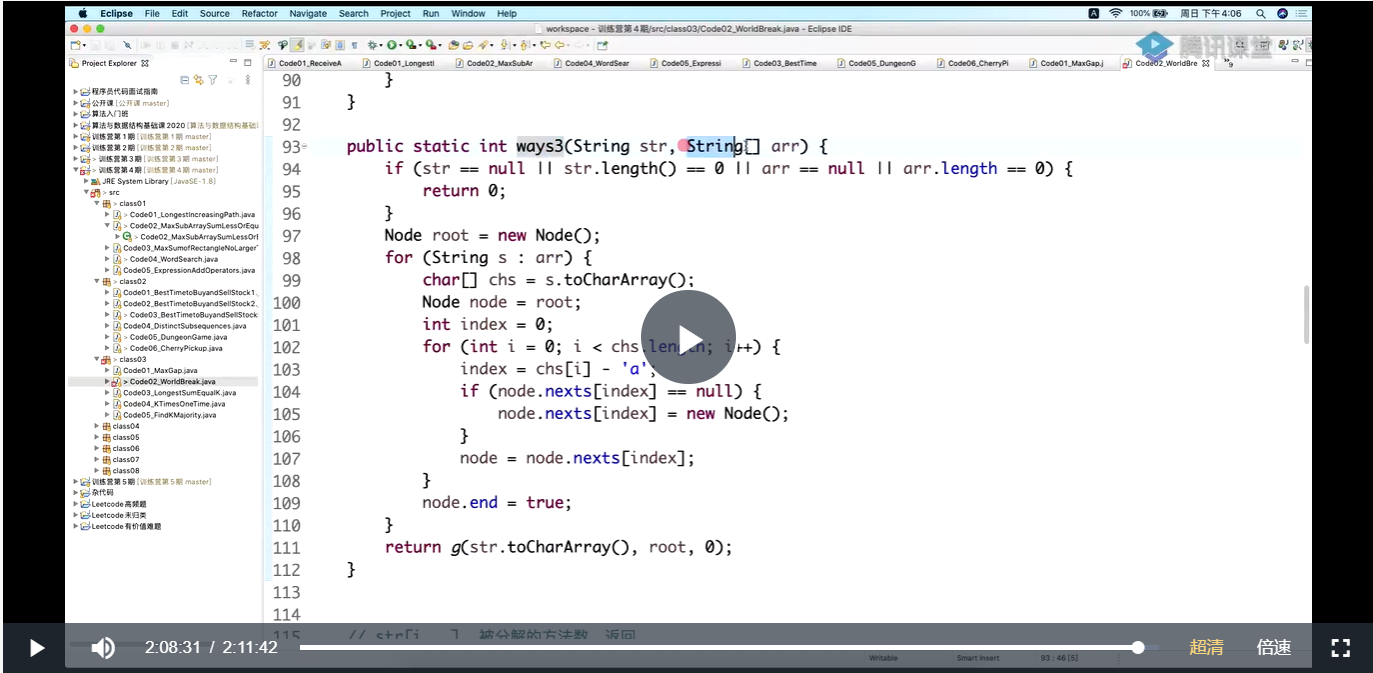 Eclipse File Edit Source Refactor Navigate Search Project Run Window Help
A 100% 周日下午4:06
workspace - 训练营第4期/src/class03/Code02_WorldBreak.java - Eclipse IDE
腾讯课堂
Project Explorer
Code01_ReceiveA Code01_Longesti Code02_MaxSubAr Code04_WordSear Code05_Expressi Code03_BestTime Code05_DungeonG Code06_CherryPi Code01_MaxGap.j Code02_WorldBre »9
程序员代码面试指南
公开课 [公开课 master]
算法入门班
算法与数据结构基础课2020 [算法与数据结构基础
训练营第1期 [训练营第1期 master]
训练营第2期 [训练营第2期 master]
> 训练营第3期 [训练营第3期 master]
> 训练营第4期 [训练营第4期 master]
JRE System Library [JavaSE-1.8]
> src
> class01
> Code01_LongestIncreasingPath.java
> Code02_MaxSubArraySumLessOrEqu
> Code02_MaxSubArraySumLessOrE
Code03_MaxSumofRectangleNoLarger
> Code04_WordSearch.java
Code05_ExpressionAddOperators.java
> class02
Code01_BestTimetoBuyandSellStock1.
Code02_BestTimetoBuyandSellStock2.
> Code03_BestTimetoBuyandSellStock
Code04_DistinctSubsequences.java
> Code05_DungeonGame.java
> Code06_CherryPickup.java
> class03
Code01_MaxGap.java
> Code02_WorldBreak.java
Code03_LongestSumEqualK.java
Code04_KTimesOneTime.java
Code05_FindKMajority.java
class04
class05
class06
class07
class08
训练营第5期 [训练营第5期 master]
杂代码
Leetcode高频题
Leetcode未归类
Leetcode有价值难题
90 }
91 }
92
93 public static int ways3(String str, String[] arr) {
94 if (str == null || str.length() == 0 || arr == null || arr.length == 0) {
95 return 0;
96 }
97 Node root = new Node();
98 for (String s : arr) {
99 char[] chs = s.toCharArray();
100 Node node = root;
101 int index = 0;
102 for (int i = 0; i < chs.length; i++) {
103 index = chs[i] - 'a';
104 if (node.nexts[index] == null) {
105 node.nexts[index] = new Node();
106 }
107 node = node.nexts[index];
108 }
109 node.end = true;
110 }
111 return g(str.toCharArray(), root, 0);
112 }
113
114
115 // str[i....] 被分解的方法数，返回
2:08:31 / 2:11:42 超清 倍速
Writable Smart Insert 93 : 46 [5]